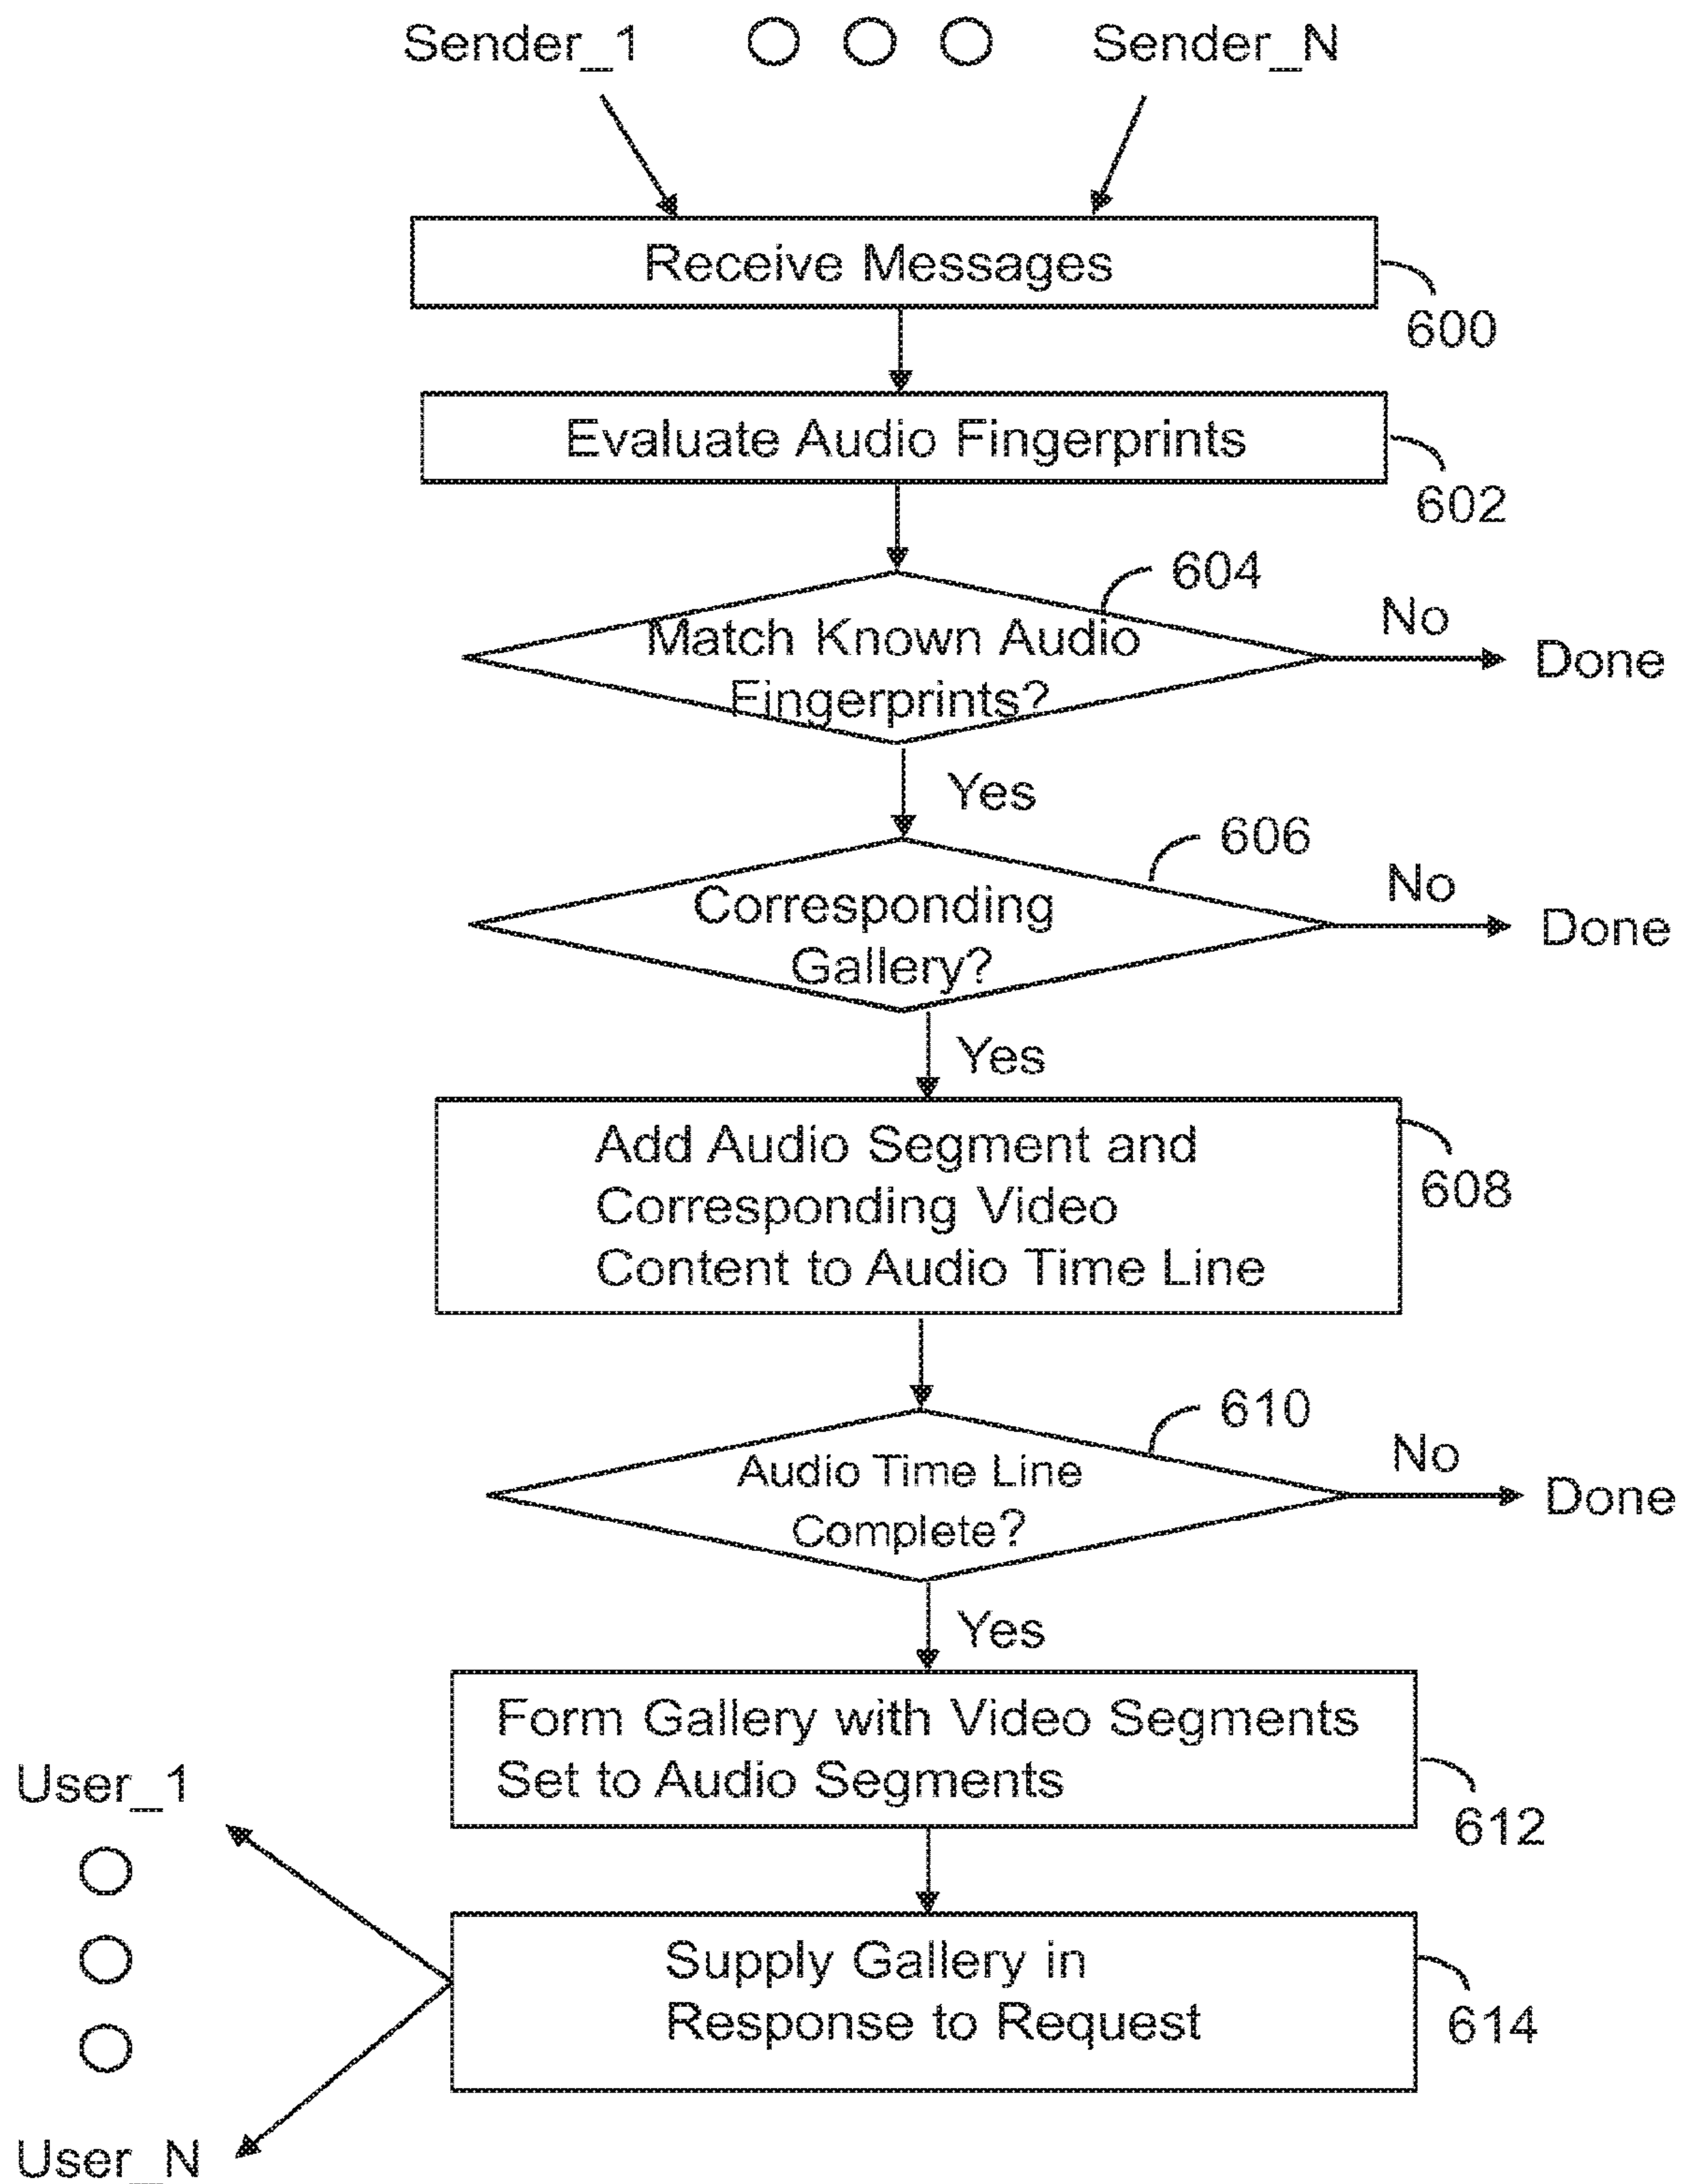 Sender_1 Sender_N
Receive Messages
600
Evaluate Audio Fingerprints
602
604
Match Known Audio
Fingerprints?
No
Done
Yes
606
Corresponding
Gallery?
No
Done
Yes
Add Audio Segment and
Corresponding Video
Content to Audio Time Line
608
610
Audio Time Line
Complete?
No
Done
Yes
Form Gallery with Video Segments
Set to Audio Segments
612
User_1
Supply Gallery in
Response to Request
614
User_N